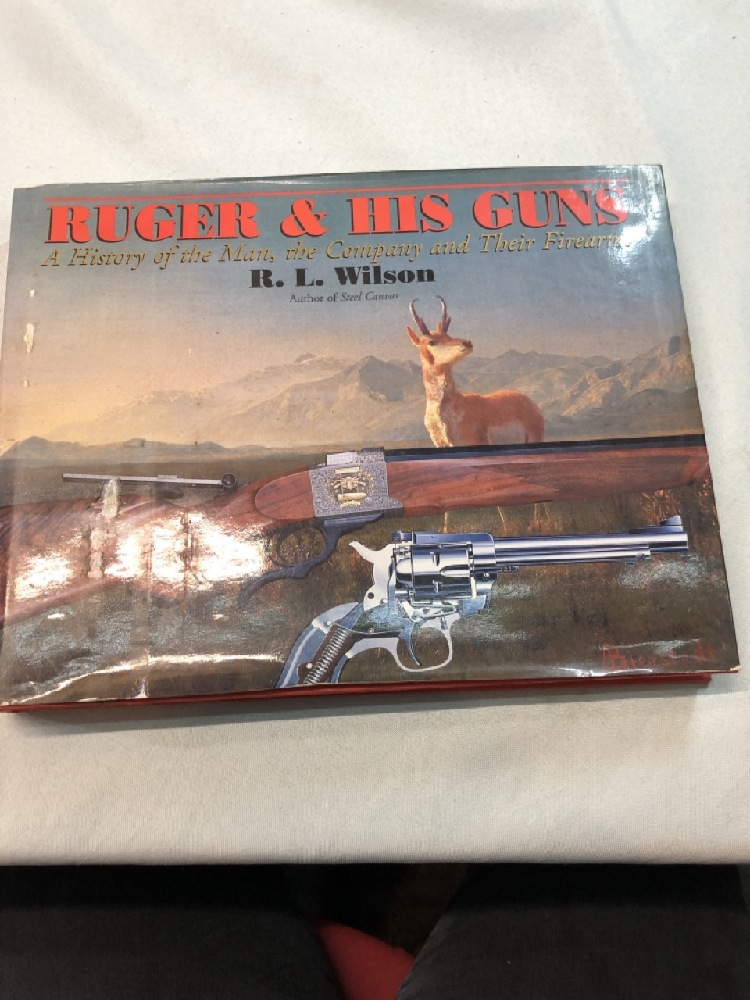 RUGER & HIS GUNS
A History of the Man, the Company and Their Firearms
R. L. Wilson
Author of Steel Canvas